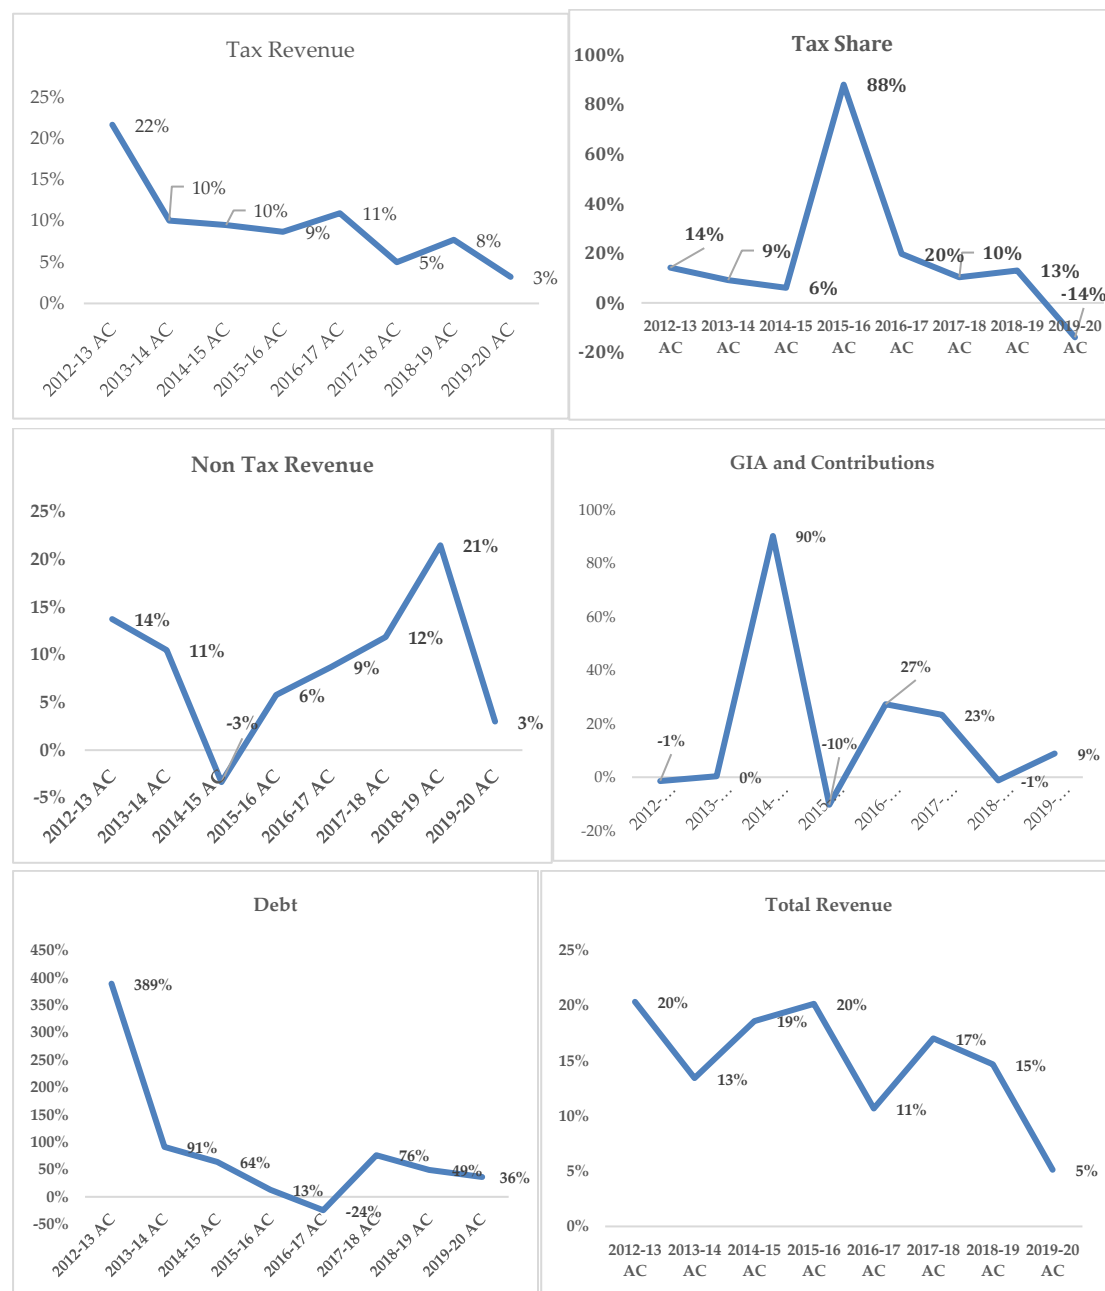 Tax Revenue
25%
20%
15%
10%
5%
0%
22%
10%
10%
9%
11%
5%
8%
3%
2012-13 AC
2013-14 AC
2014-15 AC
2015-16 AC
2016-17 AC
2017-18 AC
2018-19 AC
2019-20 AC
Tax Share
100%
80%
60%
40%
20%
0%
-20%
14%
9%
6%
88%
20%
10%
13%
-14%
2012-13 AC
2013-14 AC
2014-15 AC
2015-16 AC
2016-17 AC
2017-18 AC
2018-19 AC
2019-20 AC
Non Tax Revenue
25%
20%
15%
10%
5%
0%
-5%
14%
11%
-3%
6%
9%
12%
21%
3%
2012-13 AC
2013-14 AC
2014-15 AC
2015-16 AC
2016-17 AC
2017-18 AC
2018-19 AC
2019-20 AC
GIA and Contributions
100%
80%
60%
40%
20%
0%
-20%
-1%
0%
90%
-10%
27%
23%
-1%
9%
2012-…
2013-…
2014-…
2015-…
2016-…
2017-…
2018-…
2019-…
Debt
450%
400%
350%
300%
250%
200%
150%
100%
50%
0%
-50%
389%
91%
64%
13%
-24%
76%
49%
36%
2012-13 AC
2013-14 AC
2014-15 AC
2015-16 AC
2016-17 AC
2017-18 AC
2018-19 AC
2019-20 AC
Total Revenue
25%
20%
15%
10%
5%
0%
20%
13%
19%
20%
11%
17%
15%
5%
2012-13 AC
2013-14 AC
2014-15 AC
2015-16 AC
2016-17 AC
2017-18 AC
2018-19 AC
2019-20 AC